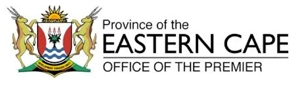 Province of the
EASTERN CAPE
OFFICE OF THE PREMIER